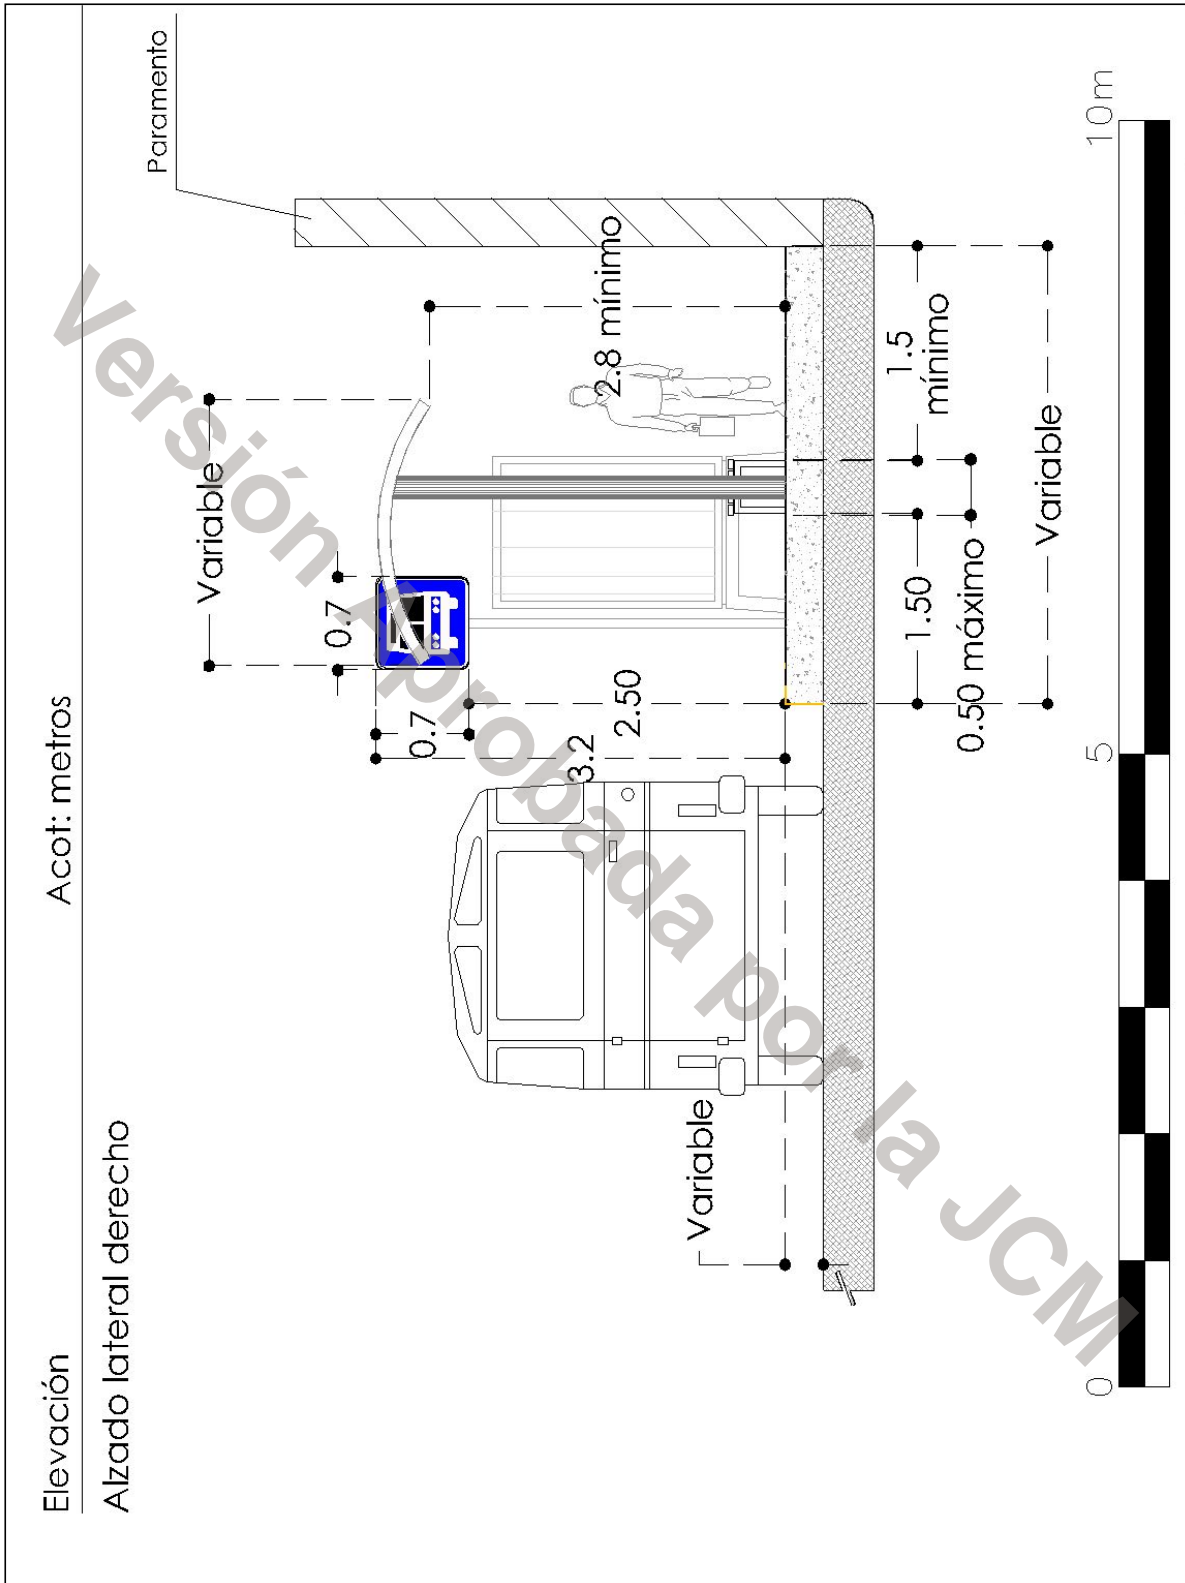 Elevación
Acot: metros
Alzado lateral derecho
Paramento
Variable
0.7
0.7
2.50
3.2
2.8 mínimo
Variable
1.50
1.5
mínimo
0.50 máximo
Variable
0
5
10m
Versión Aprobada por la JCM